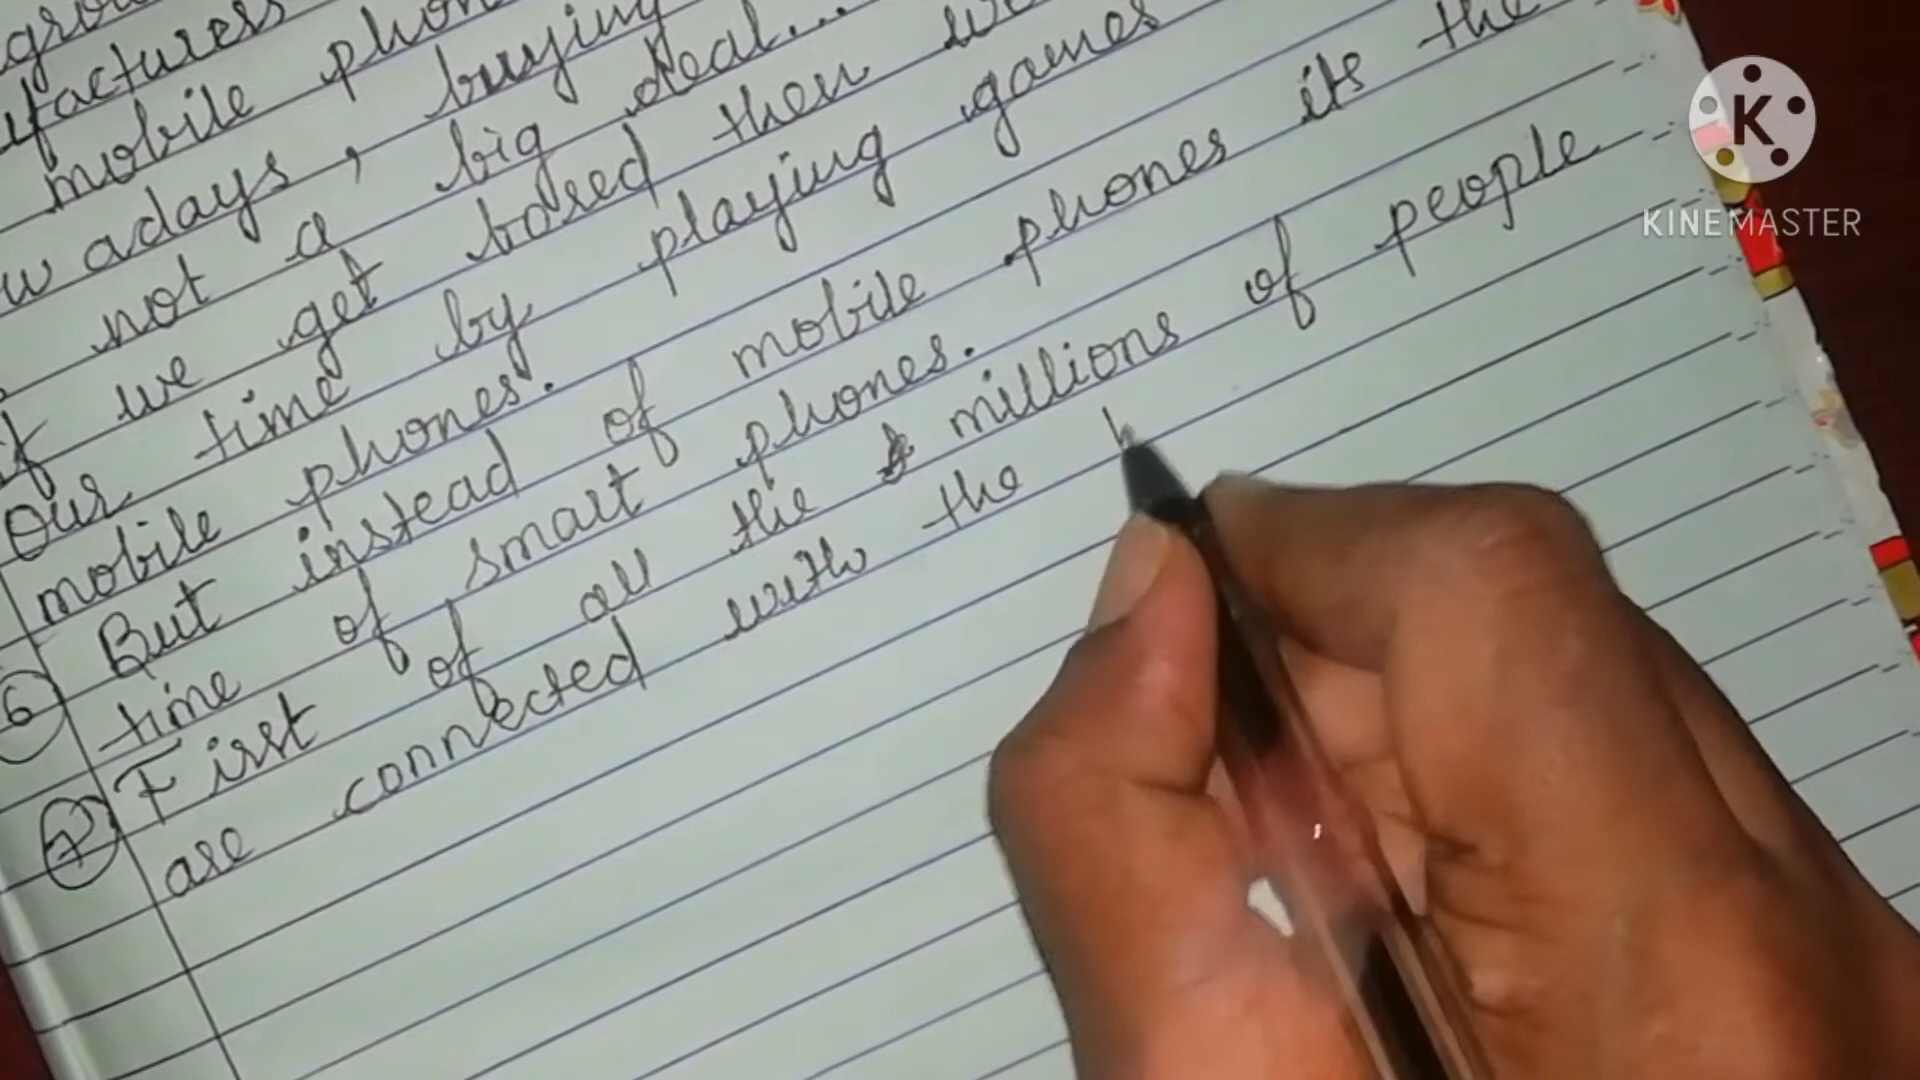 mobile phon
w adays, buying
not a big deal...
if we get bored then we
our time by playing games
mobile phones.
6 But instead of mobile phones its the
time of smart phones.
7 First of all the millions of people
are connected with the
K
KINEMASTER